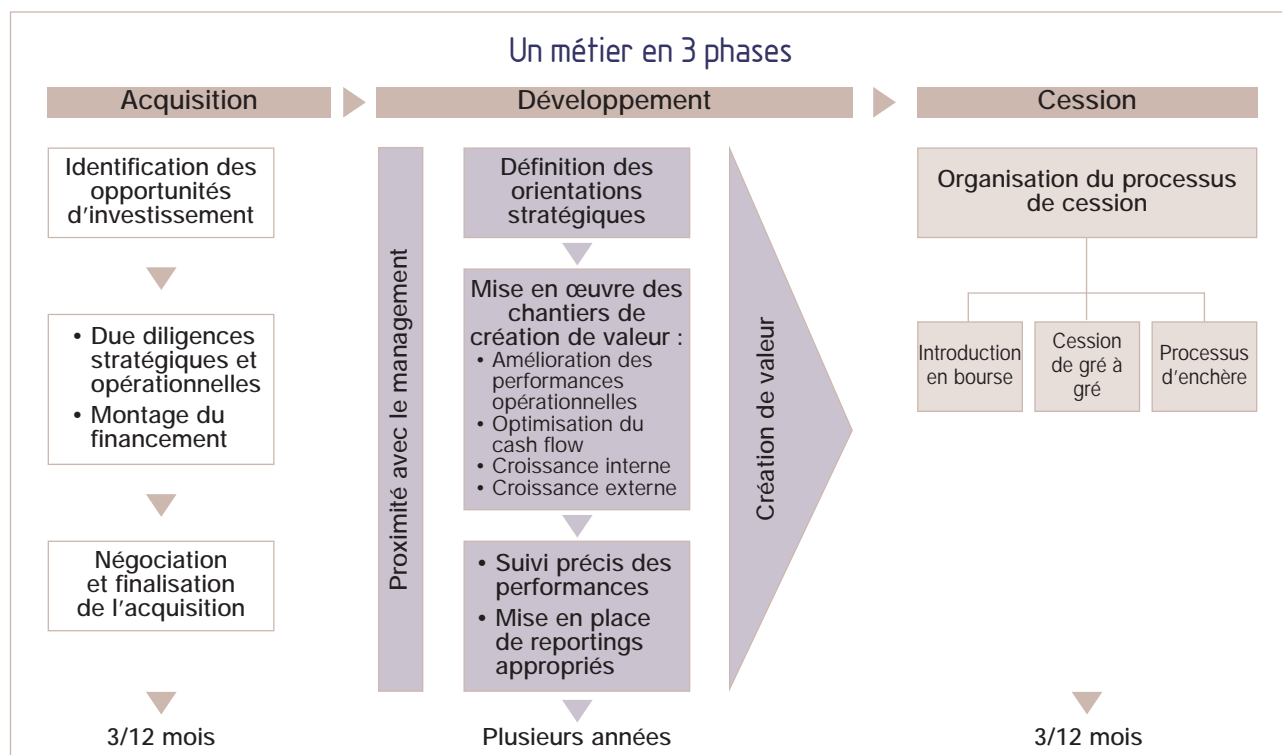 Un métier en 3 phases
Acquisition
Identification des
opportunités
d'investissement
• Due diligences
stratégiques et
opérationnelles
• Montage du
financement
Négociation
et finalisation
de l'acquisition
3/12 mois
Développement
Proximité avec le management
Définition des
orientations
stratégiques
Mise en œuvre des
chantiers de
création de valeur :
• Amélioration des
performances
opérationnelles
• Optimisation du
cash flow
• Croissance interne
• Croissance externe
• Suivi précis des
performances
• Mise en place
de reportings
appropriés
Création de valeur
Plusieurs années
Cession
Organisation du processus
de cession
Introduction
en bourse
Cession
de gré à
gré
Processus
d'enchère
3/12 mois